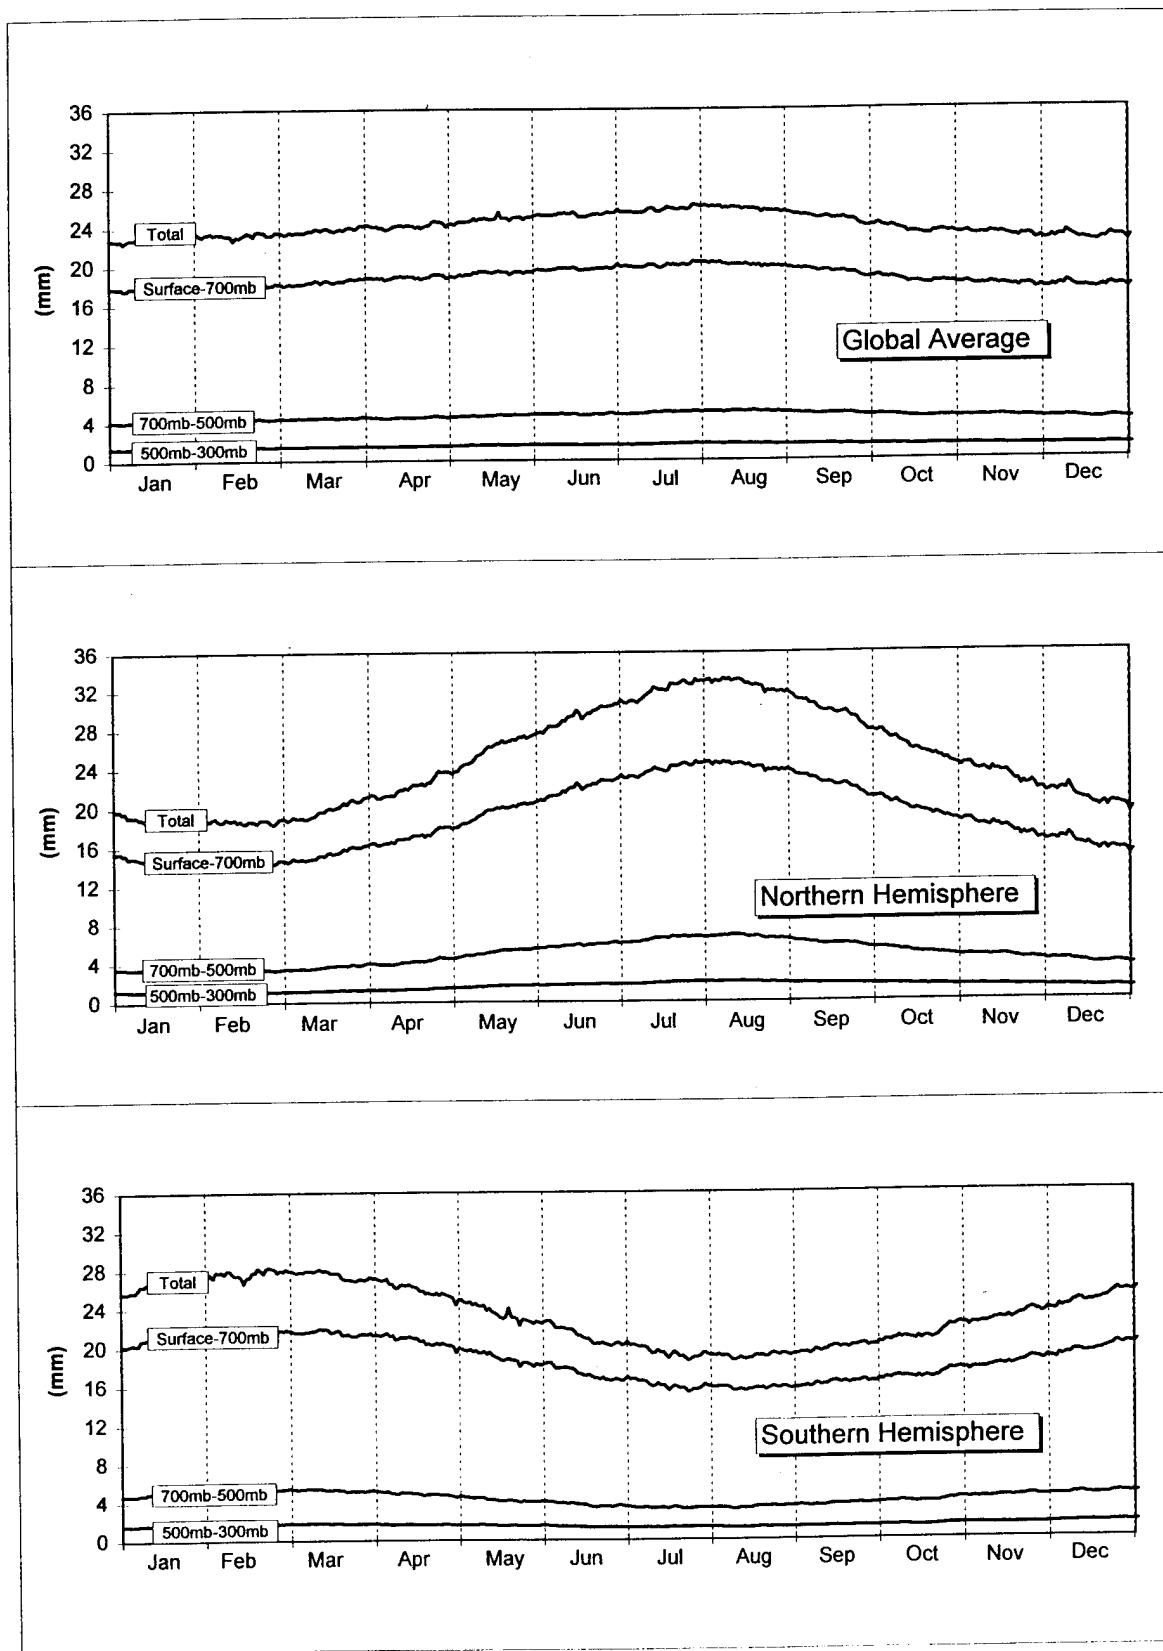 36
32
28
24
20
16
12
8
4
0
(mm)
Total
Surface-700mb
Global Average
700mb-500mb
500mb-300mb
Jan Feb Mar Apr May Jun Jul Aug Sep Oct Nov Dec
36
32
28
24
20
16
12
8
4
0
(mm)
Total
Surface-700mb
Northern Hemisphere
700mb-500mb
500mb-300mb
Jan Feb Mar Apr May Jun Jul Aug Sep Oct Nov Dec
36
32
28
24
20
16
12
8
4
0
(mm)
Total
Surface-700mb
Southern Hemisphere
700mb-500mb
500mb-300mb
Jan Feb Mar Apr May Jun Jul Aug Sep Oct Nov Dec